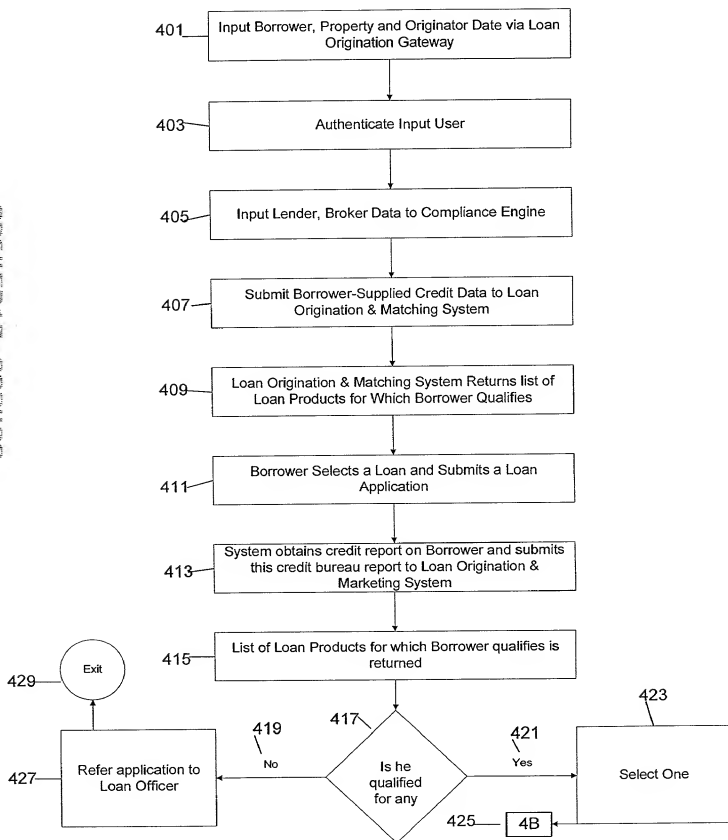 401
Input Borrower, Property and Originator Date via Loan
Origination Gateway
403
Authenticate Input User
405
Input Lender, Broker Data to Compliance Engine
407
Submit Borrower-Supplied Credit Data to Loan
Origination & Matching System
409
Loan Origination & Matching System Returns list of
Loan Products for Which Borrower Qualifies
411
Borrower Selects a Loan and Submits a Loan
Application
413
System obtains credit report on Borrower and submits
this credit bureau report to Loan Origination &
Marketing System
415
List of Loan Products for which Borrower qualifies is
returned
429
Exit
427
Refer application to
Loan Officer
419
No
417
Is he
qualified
for any
421
Yes
423
Select One
425
4B